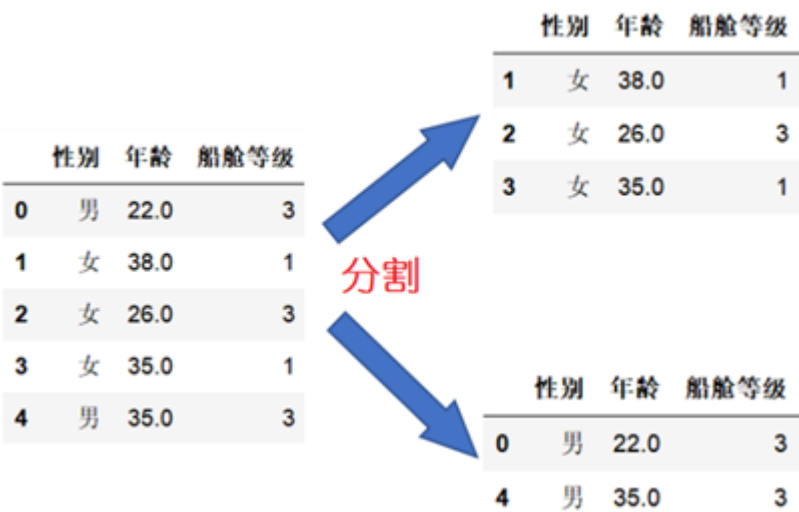 性别 年龄 船舱等级
0 男 22.0 3
1 女 38.0 1
2 女 26.0 3
3 女 35.0 1
4 男 35.0 3
分割
性别 年龄 船舱等级
1 女 38.0 1
2 女 26.0 3
3 女 35.0 1
性别 年龄 船舱等级
0 男 22.0 3
4 男 35.0 3